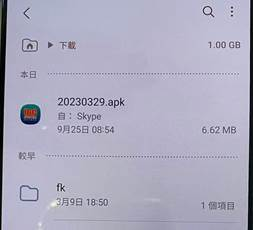 下載
1.00 GB
本日
20230329.apk
自： Skype
9月25日 08:54
6.62 MB
較早
fk
3月9日 18:50
1 個項目